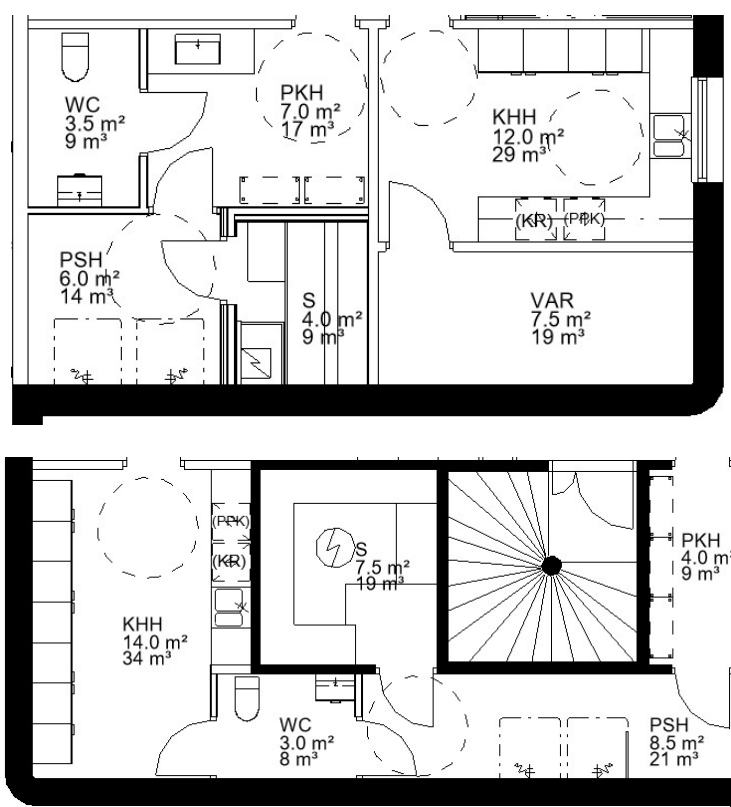 WC
3.5 m²
9 m³
PKH
7.0 m²
17 m³
KHH
12.0 m²
29 m³
(KR)
(PPK)
PSH
6.0 m²
14 m³
S
4.0 m²
9 m³
VAR
7.5 m²
19 m³
(PPK)
(KR)
S
7.5 m²
19 m³
PKH
4.0 m²
9 m³
KHH
14.0 m²
34 m³
WC
3.0 m²
8 m³
PSH
8.5 m²
21 m³